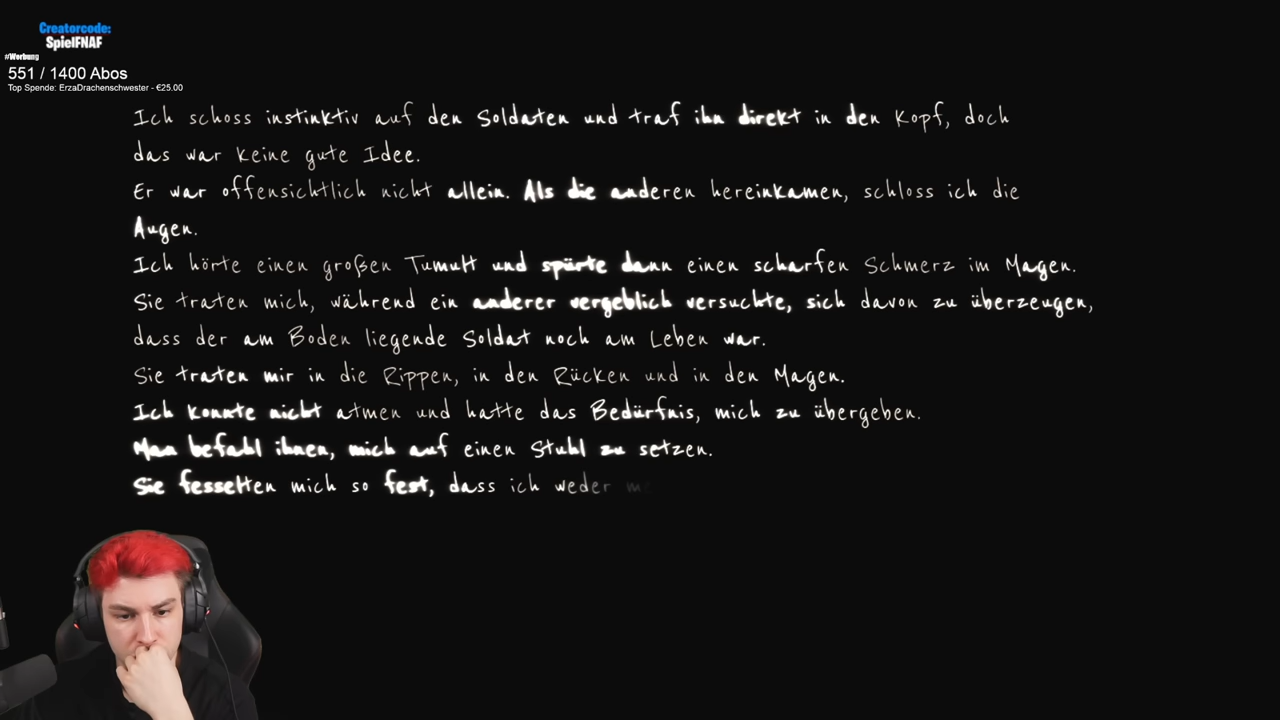 Creatorcode:
SpielFNAF
#Werbung
551 / 1400 Abos
Top Spende: ErzaDrachenschwester - €25.00
Ich schoss instinktiv auf den Soldaten und traf ihn direkt in den Kopf, doch
das war keine gute Idee.
Er war offensichtlich nicht allein. Als die anderen hereinkamen, schloss ich die
Augen.
Ich hörte einen großen Tumult und spürte dann einen scharfen Schmerz im Magen.
Sie traten mich, während ein anderer vergeblich versuchte, sich davon zu überzeugen,
dass der am Boden liegende Soldat noch am Leben war.
Sie traten mir in die Rippen, in den Rücken und in den Magen.
Ich konnte nicht atmen und hatte das Bedürfnis, mich zu übergeben.
Man befahl ihnen, mich auf einen Stuhl zu setzen.
Sie fesselten mich so fest, dass ich weder